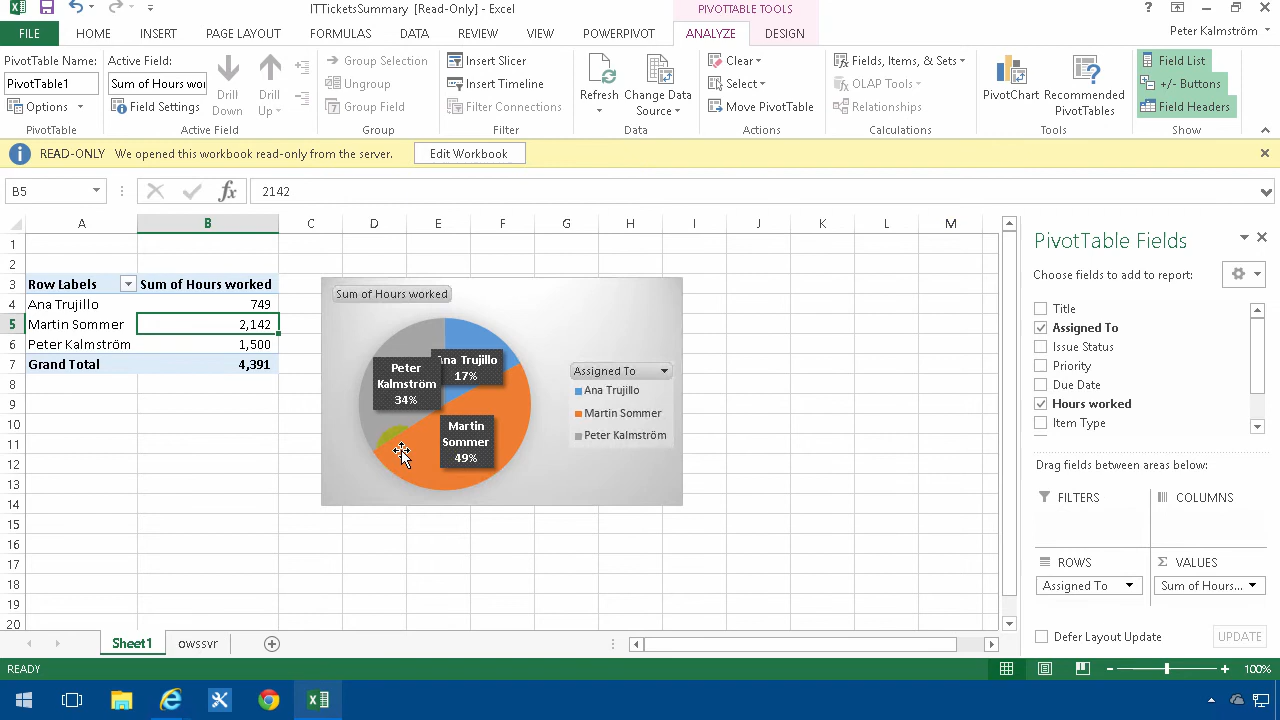 ITTicketsSummary [Read-Only] - Excel
PIVOTTABLE TOOLS
FILE HOME INSERT PAGE LAYOUT FORMULAS DATA REVIEW VIEW POWERPIVOT ANALYZE DESIGN
Peter Kalmström
PivotTable Name:
PivotTable1
Options
PivotTable
Active Field:
Sum of Hours wo
Field Settings
Drill Down
Drill Up
Active Field
Group Selection
Ungroup
Group Field
Group
Insert Slicer
Insert Timeline
Filter Connections
Filter
Refresh
Change Data Source
Data
Clear
Select
Move PivotTable
Actions
Fields, Items, & Sets
OLAP Tools
Relationships
Calculations
PivotChart
Recommended PivotTables
Tools
Field List
+/- Buttons
Field Headers
Show
READ-ONLY We opened this workbook read-only from the server. Edit Workbook
B5 fx 2142
A B C D E F G H I J K L M
1
2
3 Row Labels Sum of Hours worked
4 Ana Trujillo 749
5 Martin Sommer 2,142
6 Peter Kalmström 1,500
7 Grand Total 4,391
8
9
10
11
12
13
14
15
16
17
18
19
20
Sum of Hours worked
Peter
Kalmström
34%
Ana Trujillo
17%
Martin
Sommer
49%
Assigned To
Ana Trujillo
Martin Sommer
Peter Kalmström
PivotTable Fields
Choose fields to add to report:
Title
Assigned To
Issue Status
Priority
Due Date
Hours worked
Item Type
Drag fields between areas below:
FILTERS
COLUMNS
ROWS
Assigned To
VALUES
Sum of Hours...
Defer Layout Update UPDATE
Sheet1 owssvr
READY
100%